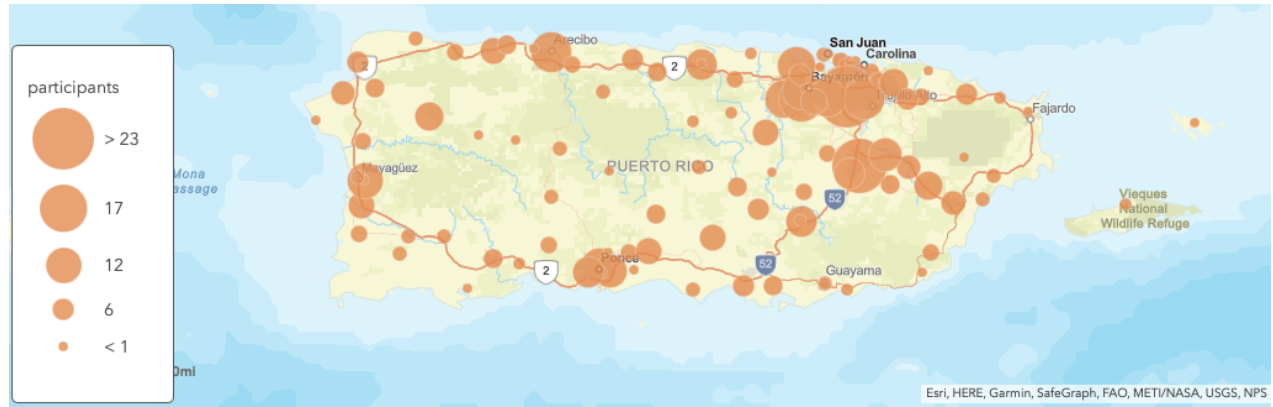 participants
> 23
17
12
6
< 1
0mi
Mona
assage
2
Arecibo
2
San Juan
Carolina
Bayamón
Trujillo Alto
Fajardo
Mayagüez
PUERTO RICO
52
Vieques
National
Wildlife Refuge
2
Ponce
52
Guayama
Esri, HERE, Garmin, SafeGraph, FAO, METI/NASA, USGS, NPS